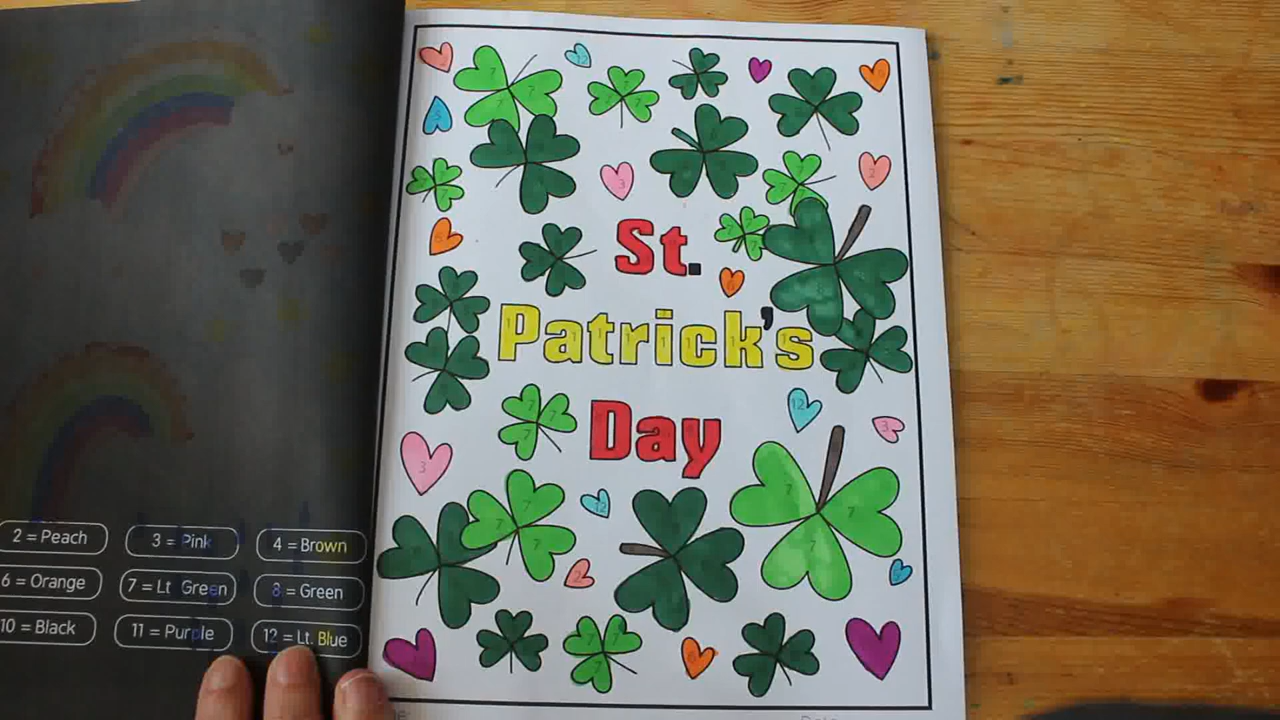 St.
Patrick's
Day
2 = Peach
3 = Pink
4 = Brown
6 = Orange
7 = Lt Green
8 = Green
10 = Black
11 = Purple
12 = Lt. Blue